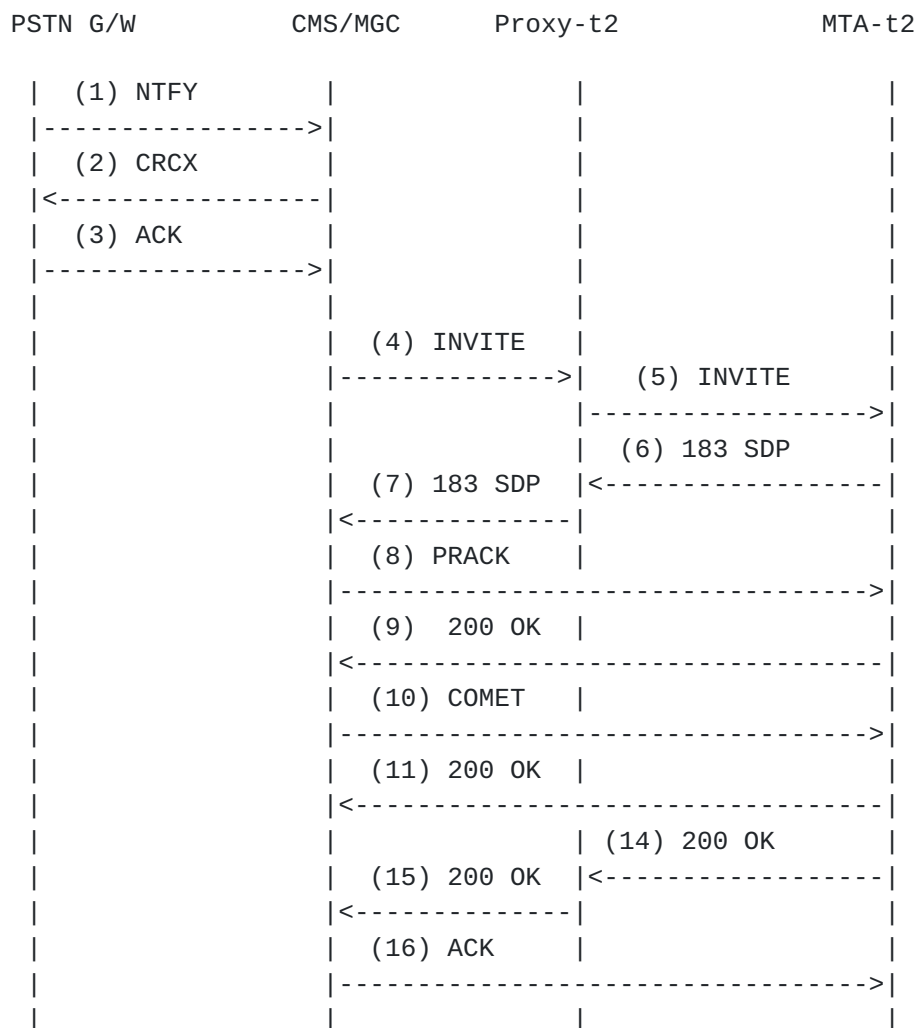 PSTN G/W CMS/MGC Proxy-t2 MTA-t2
(1) NTFY
(2) CRCX
(3) ACK
(4) INVITE
(5) INVITE
(6) 183 SDP
(7) 183 SDP
(8) PRACK
(9) 200 OK
(10) COMET
(11) 200 OK
(14) 200 OK
(15) 200 OK
(16) ACK